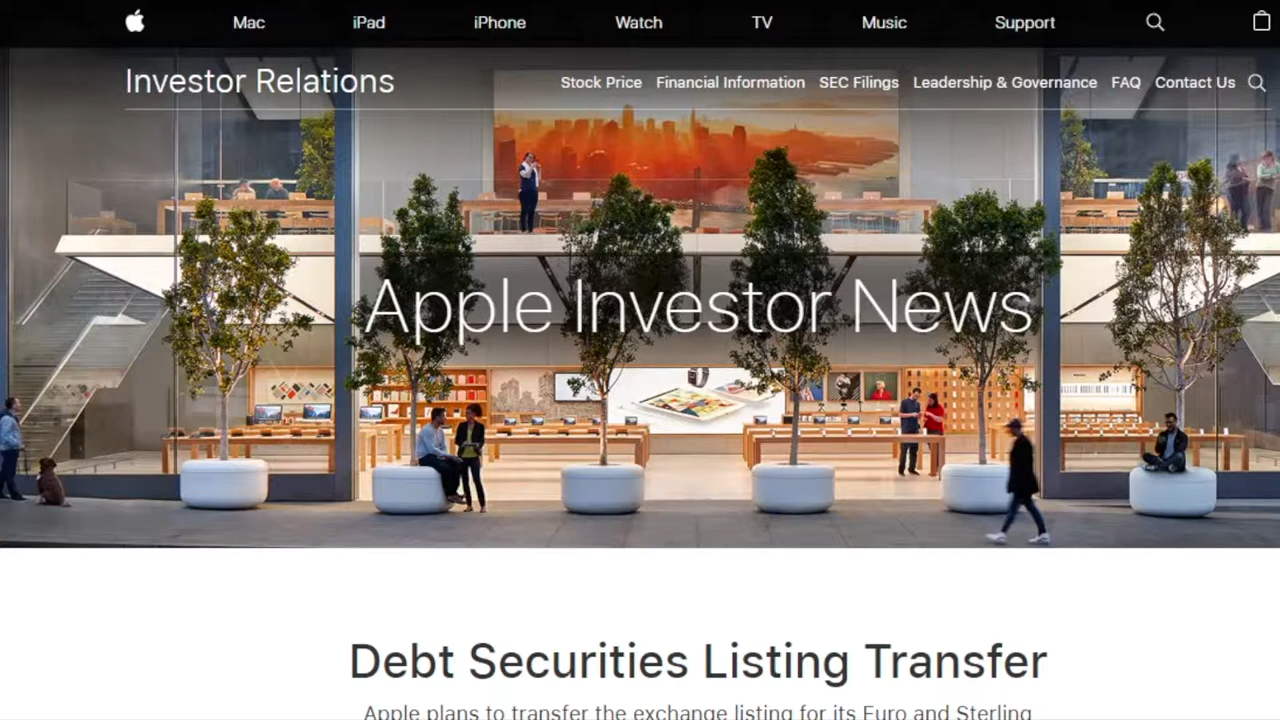 Mac iPad iPhone Watch TV Music Support
Investor Relations
Stock Price Financial Information SEC Filings Leadership & Governance FAQ Contact Us
Apple Investor News
Debt Securities Listing Transfer
Apple plans to transfer the exchange listing for its Euro and Sterling